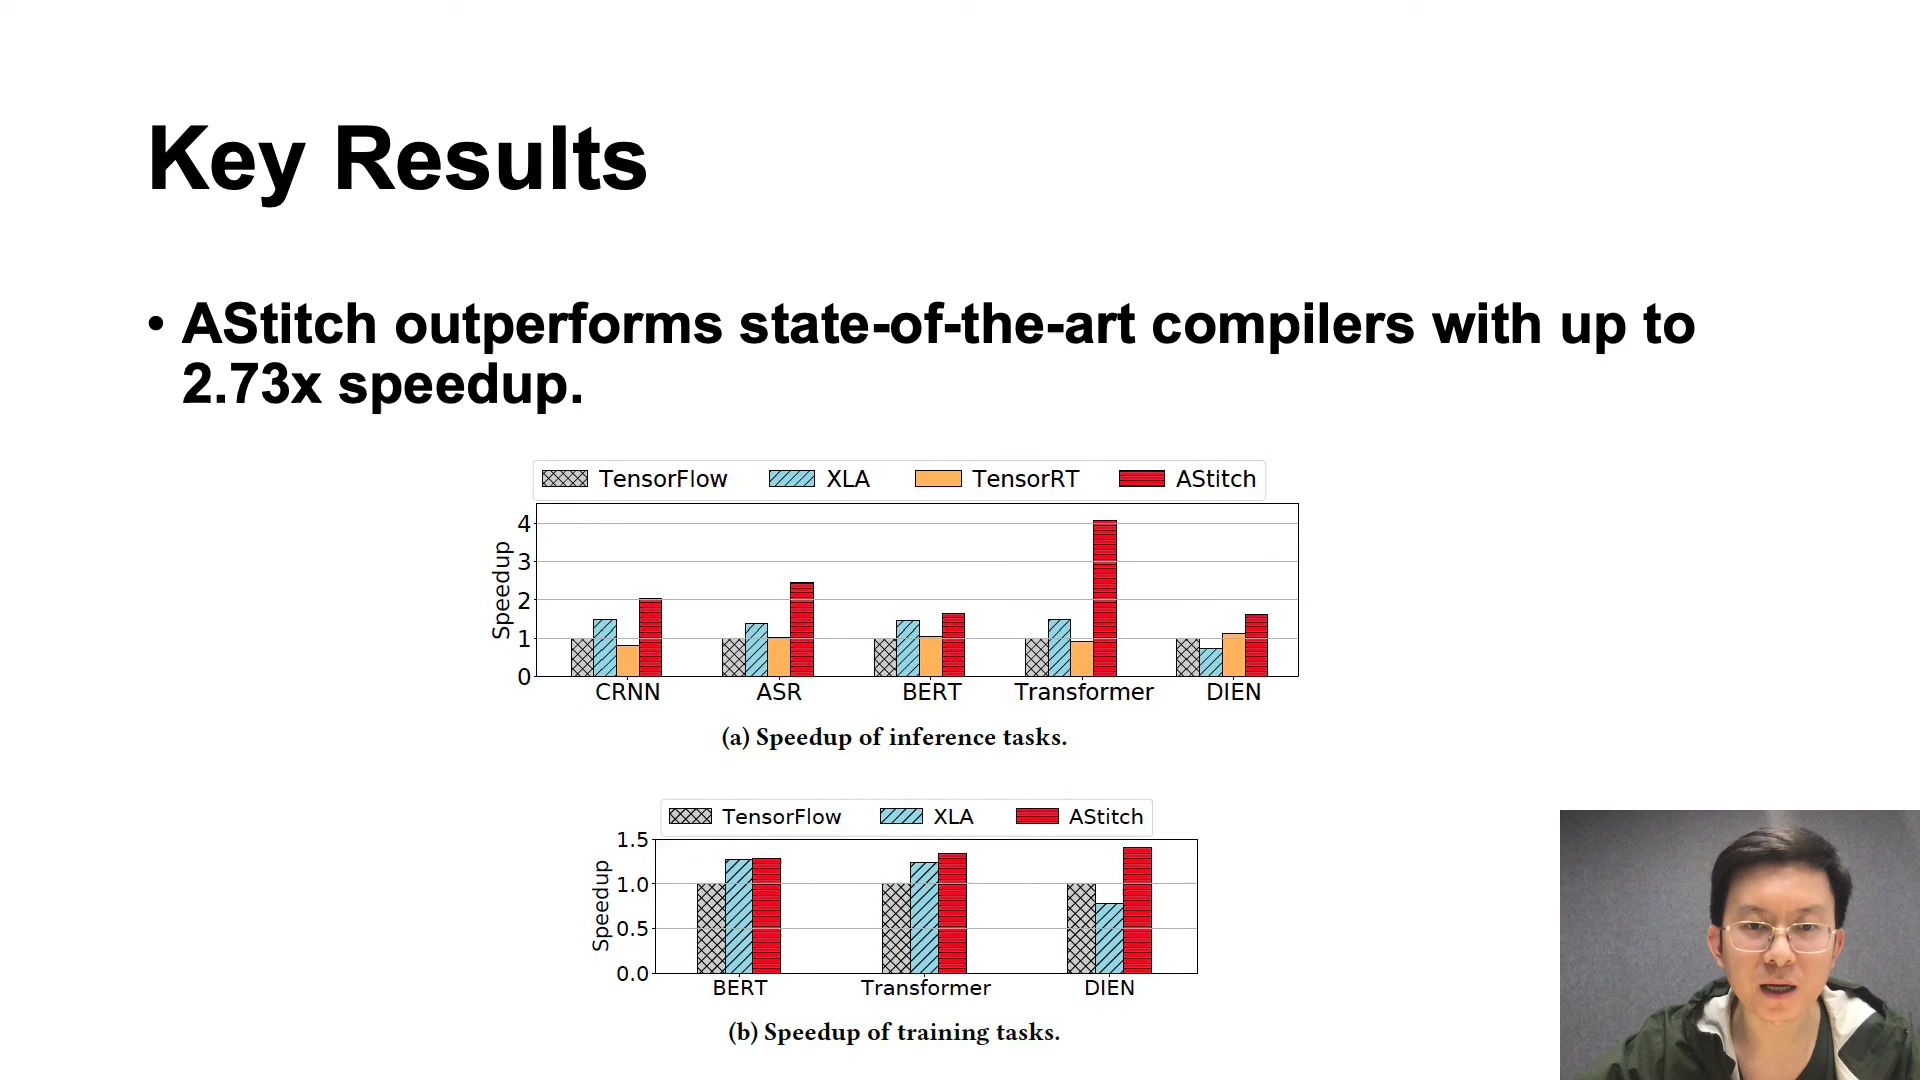 Key Results
• AStitch outperforms state-of-the-art compilers with up to
2.73x speedup.
TensorFlow XLA TensorRT AStitch
Speedup
4
3
2
1
0
CRNN ASR BERT Transformer DIEN
(a) Speedup of inference tasks.
TensorFlow XLA AStitch
Speedup
1.5
1.0
0.5
0.0
BERT Transformer DIEN
(b) Speedup of training tasks.